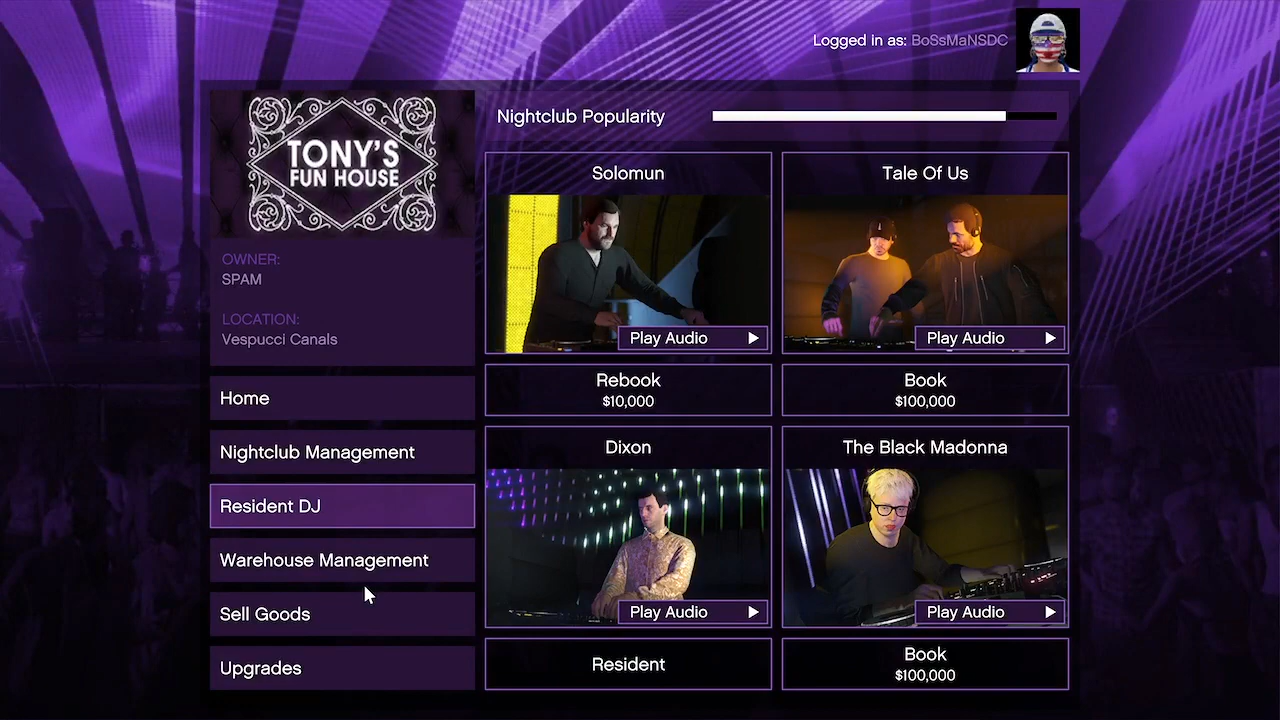 Logged in as: BoSsMaNSDC
TONY'S
FUN HOUSE
OWNER:
SPAM
LOCATION:
Vespucci Canals
Home
Nightclub Management
Resident DJ
Warehouse Management
Sell Goods
Upgrades
Nightclub Popularity
Solomun
Play Audio
Rebook
$10,000
Tale Of Us
Play Audio
Book
$100,000
Dixon
Play Audio
Resident
The Black Madonna
Play Audio
Book
$100,000